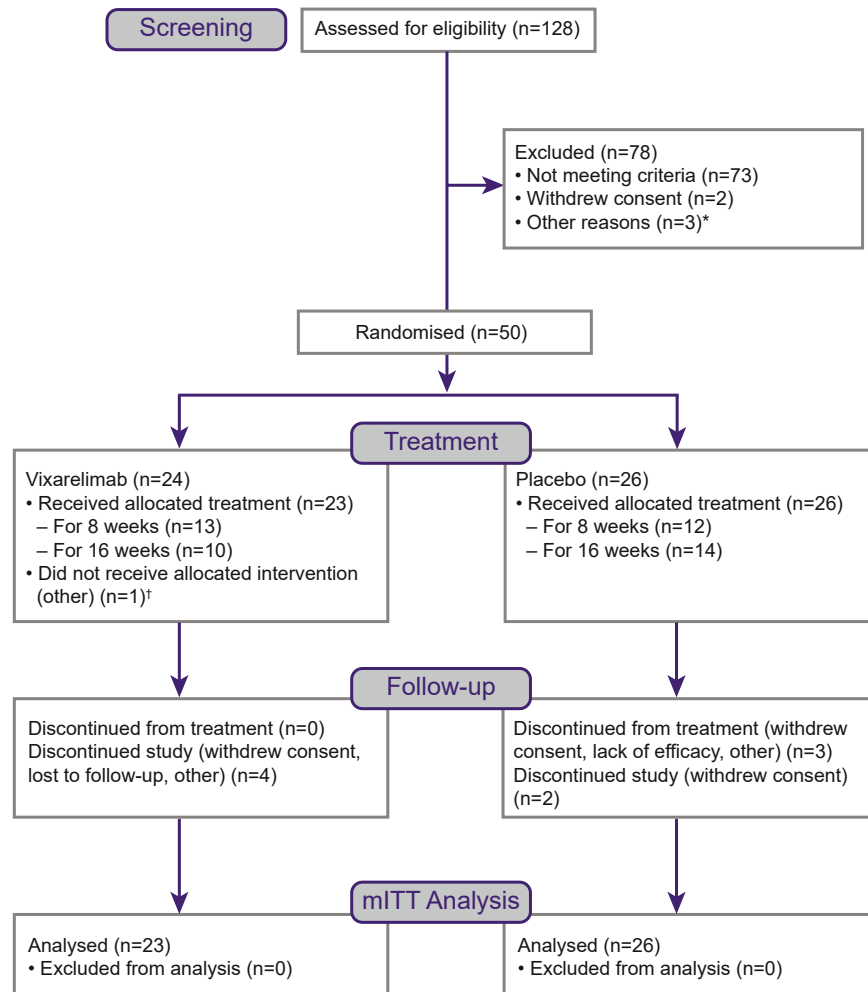 Screening
Assessed for eligibility (n=128)
Excluded (n=78)
• Not meeting criteria (n=73)
• Withdrew consent (n=2)
• Other reasons (n=3)*
Randomised (n=50)
Treatment
Vixarelimab (n=24)
• Received allocated treatment (n=23)
– For 8 weeks (n=13)
– For 16 weeks (n=10)
• Did not receive allocated intervention
(other) (n=1)†
Placebo (n=26)
• Received allocated treatment (n=26)
– For 8 weeks (n=12)
– For 16 weeks (n=14)
Follow-up
Discontinued from treatment (n=0)
Discontinued study (withdrew consent,
lost to follow-up, other) (n=4)
Discontinued from treatment (withdrew
consent, lack of efficacy, other) (n=3)
Discontinued study (withdrew consent)
(n=2)
mITT Analysis
Analysed (n=23)
• Excluded from analysis (n=0)
Analysed (n=26)
• Excluded from analysis (n=0)